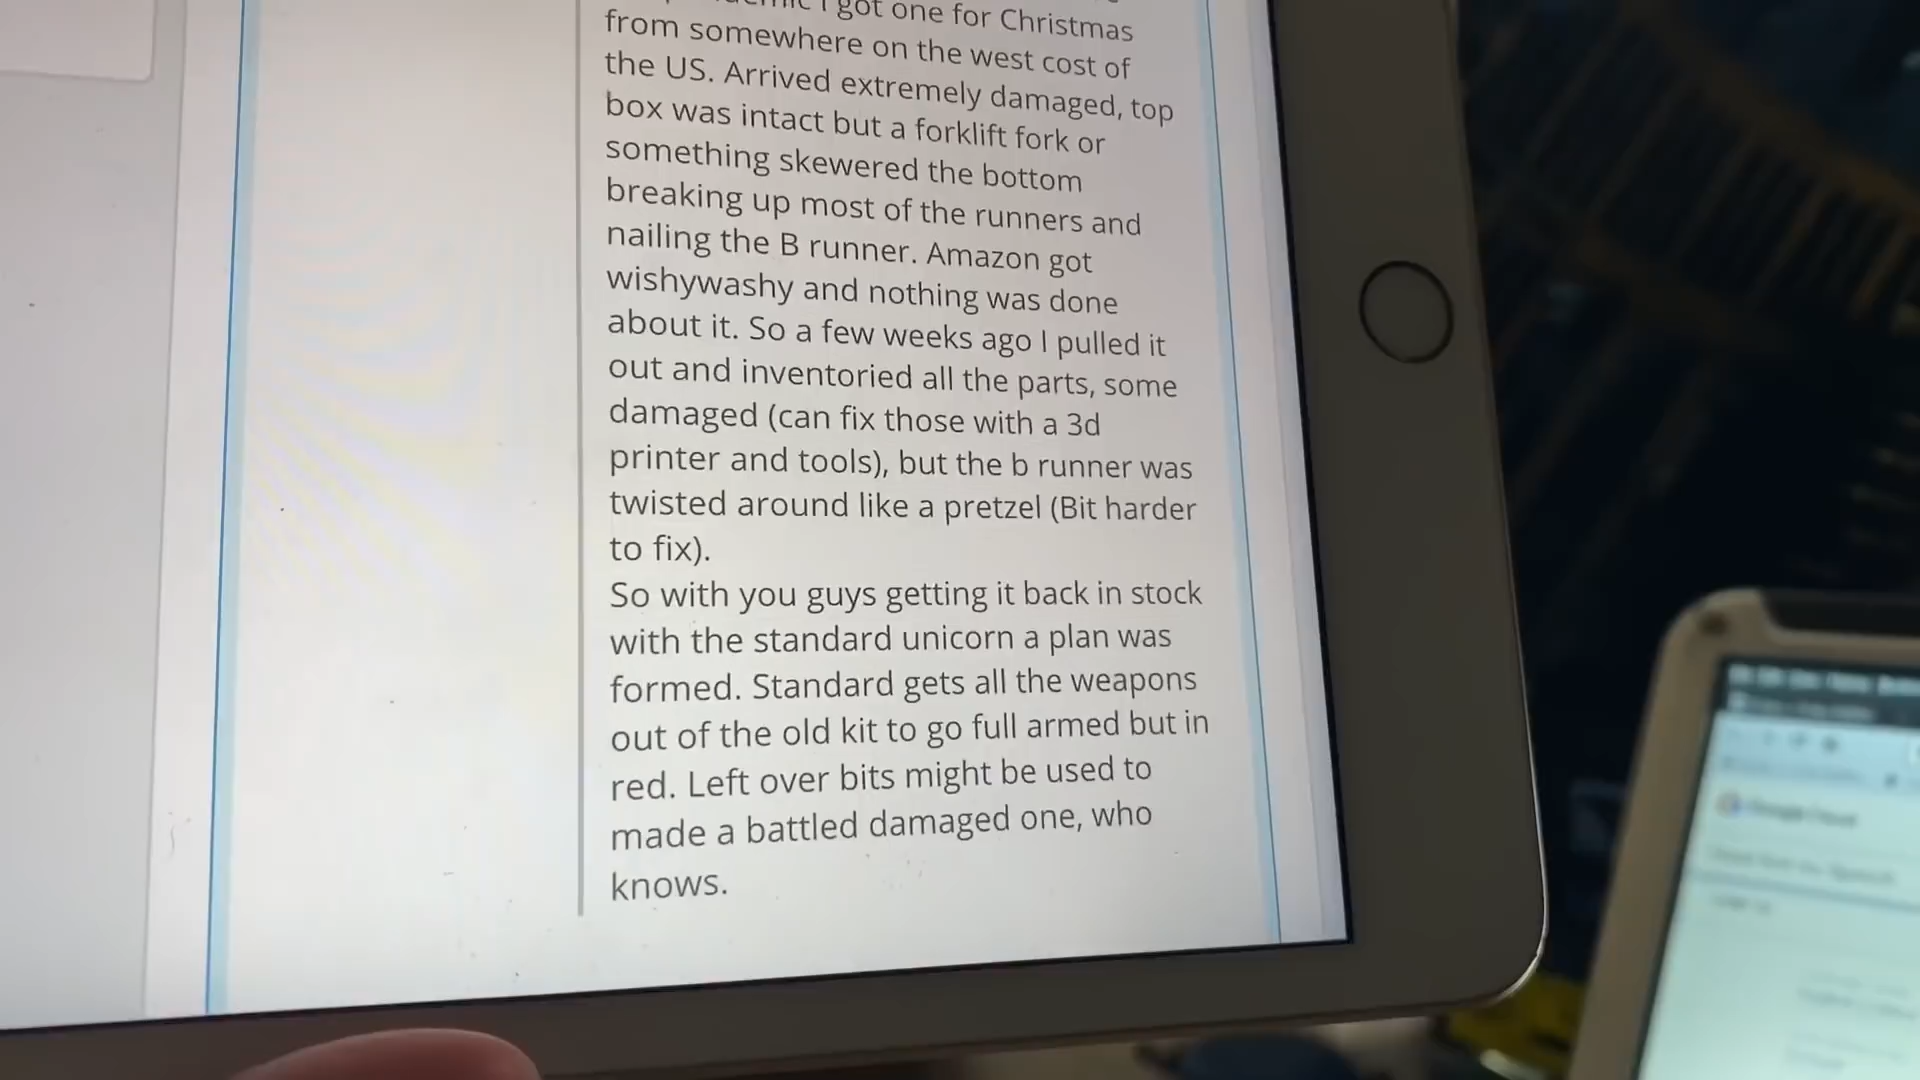 I got one for Christmas
from somewhere on the west cost of
the US. Arrived extremely damaged, top
box was intact but a forklift fork or
something skewered the bottom
breaking up most of the runners and
nailing the B runner. Amazon got
wishywashy and nothing was done
about it. So a few weeks ago I pulled it
out and inventoried all the parts, some
damaged (can fix those with a 3d
printer and tools), but the b runner was
twisted around like a pretzel (Bit harder
to fix).
So with you guys getting it back in stock
with the standard unicorn a plan was
formed. Standard gets all the weapons
out of the old kit to go full armed but in
red. Left over bits might be used to
made a battled damaged one, who
knows.